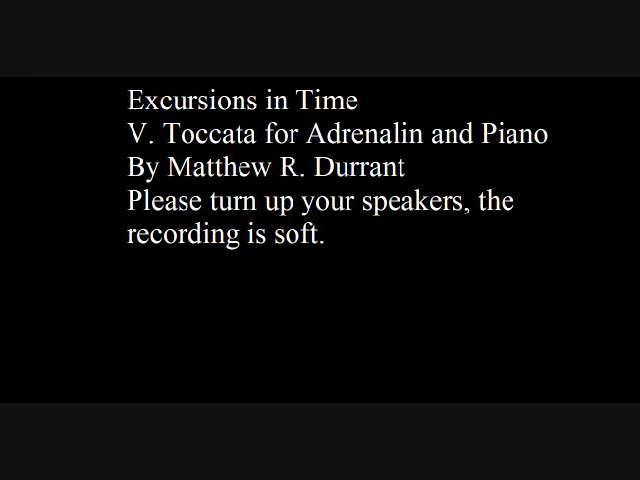 Excursions in Time
V. Toccata for Adrenalin and Piano
By Matthew R. Durrant
Please turn up your speakers, the
recording is soft.